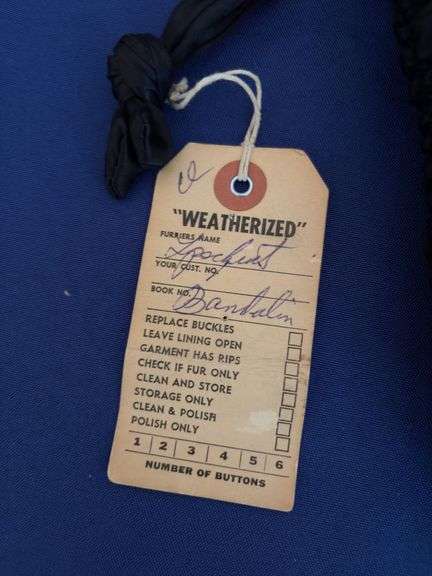 "WEATHERIZED"
FURRIERS NAME
YOUR CUST. NO.
BOOK NO.
REPLACE BUCKLES
LEAVE LINING OPEN
GARMENT HAS RIPS
CHECK IF FUR ONLY
CLEAN AND STORE
STORAGE ONLY
CLEAN & POLISH
POLISH ONLY
1 2 3 4 5 6
NUMBER OF BUTTONS